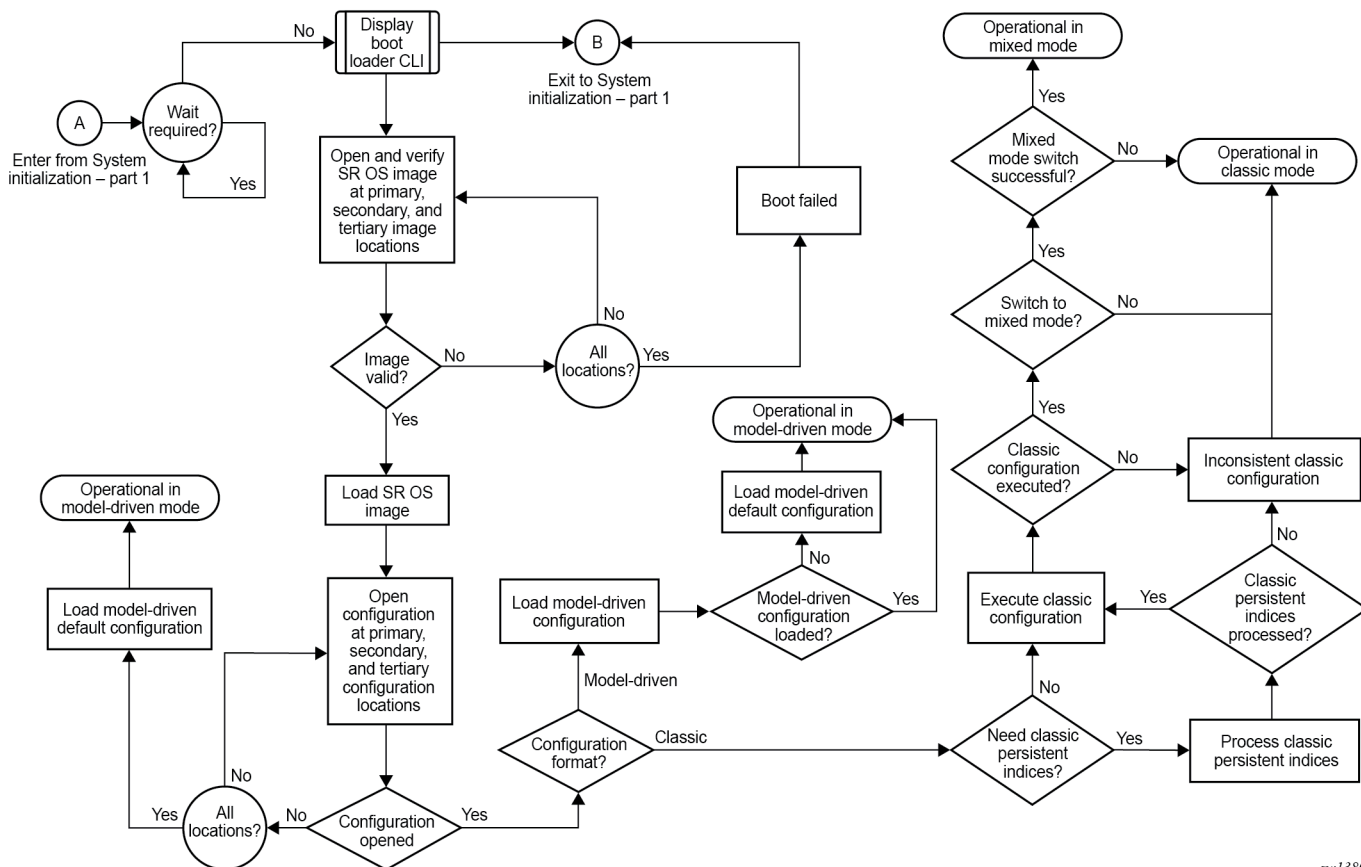 No
Display
boot
loader CLI
B
Exit to System
initialization – part 1
Operational in
mixed mode
A
Enter from System
initialization – part 1
Wait
required?
Yes
Open and verify
SR OS image
at primary,
secondary, and
tertiary image
locations
Boot failed
Yes
Mixed
mode switch
successful?
No
Operational in
classic mode
Yes
Switch to
mixed mode?
No
Image
valid?
No
No
All
locations?
Yes
Yes
Operational in
model-driven mode
Yes
Classic
configuration
executed?
No
Inconsistent classic
configuration
Operational in
model-driven mode
Load SR OS
image
Load model-driven
default configuration
No
Load model-driven
default configuration
Open
configuration
at primary,
secondary,
and tertiary
configuration
locations
Load model-driven
configuration
No
Model-driven
configuration
loaded?
Yes
Execute classic
configuration
Yes
Classic
persistent
indices
processed?
Model-driven
No
Configuration
format?
Classic
Need classic
persistent
indices?
Yes
Process classic
persistent indices
No
Yes
All
locations?
No
Configuration
opened
Yes